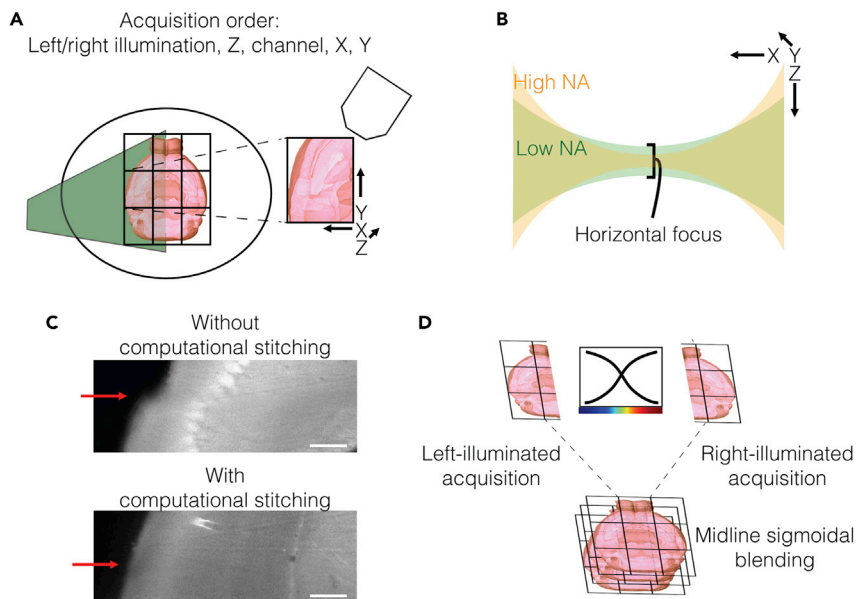 A
Acquisition order:
Left/right illumination, Z, channel, X, Y
Y
X
Z
B
X
Y
Z
High NA
Low NA
Horizontal focus
C
Without
computational stitching
With
computational stitching
D
Left-illuminated
acquisition
Right-illuminated
acquisition
Midline sigmoidal
blending